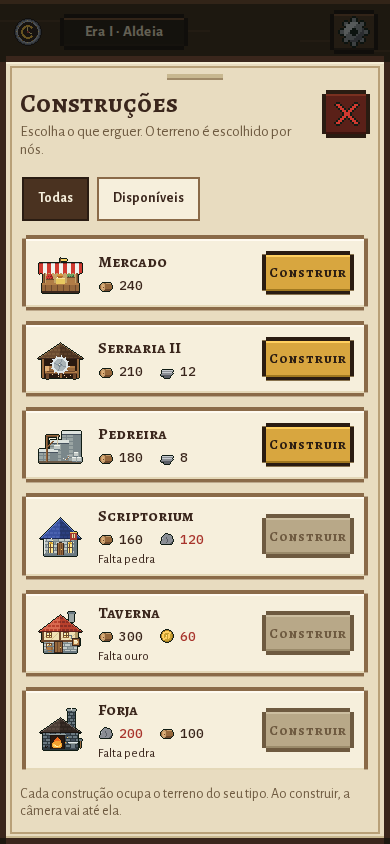 Era I · Aldeia
Construções
Escolha o que erguer. O terreno é escolhido por
nós.
Todas
Disponíveis
Mercado
240
Construir
Serraria II
210 12
Construir
Pedreira
180 8
Construir
Scriptorium
160 120
Falta pedra
Construir
Taverna
300 60
Falta ouro
Construir
Forja
200 100
Falta pedra
Construir
Cada construção ocupa o terreno do seu tipo. Ao construir, a
câmera vai até ela.